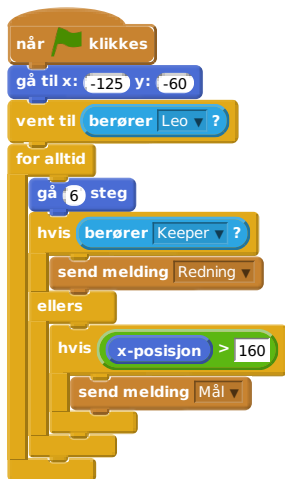 når klikkes
gå til x: -125 y: -60
vent til berører Leo ?
for alltid
gå 6 steg
hvis berører Keeper ?
send melding Redning
ellers
hvis x-posisjon > 160
send melding Mål